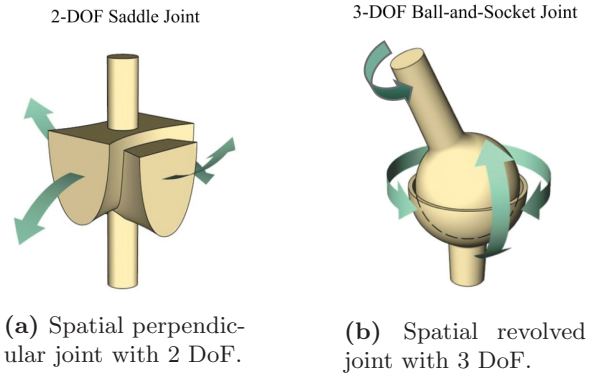 2-DOF Saddle Joint
3-DOF Ball-and-Socket Joint
(a) Spatial perpendic-
ular joint with 2 DoF.
(b) Spatial revolved
joint with 3 DoF.